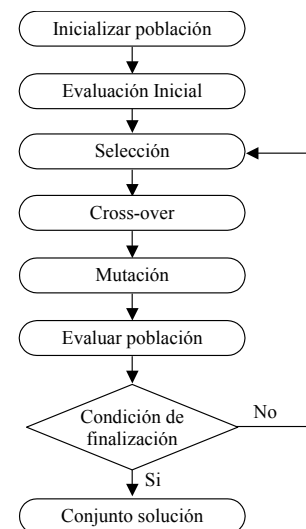 Inicializar población
Evaluación Inicial
Selección
Cross-over
Mutación
Evaluar población
Condición de
finalización
No
Si
Conjunto solución